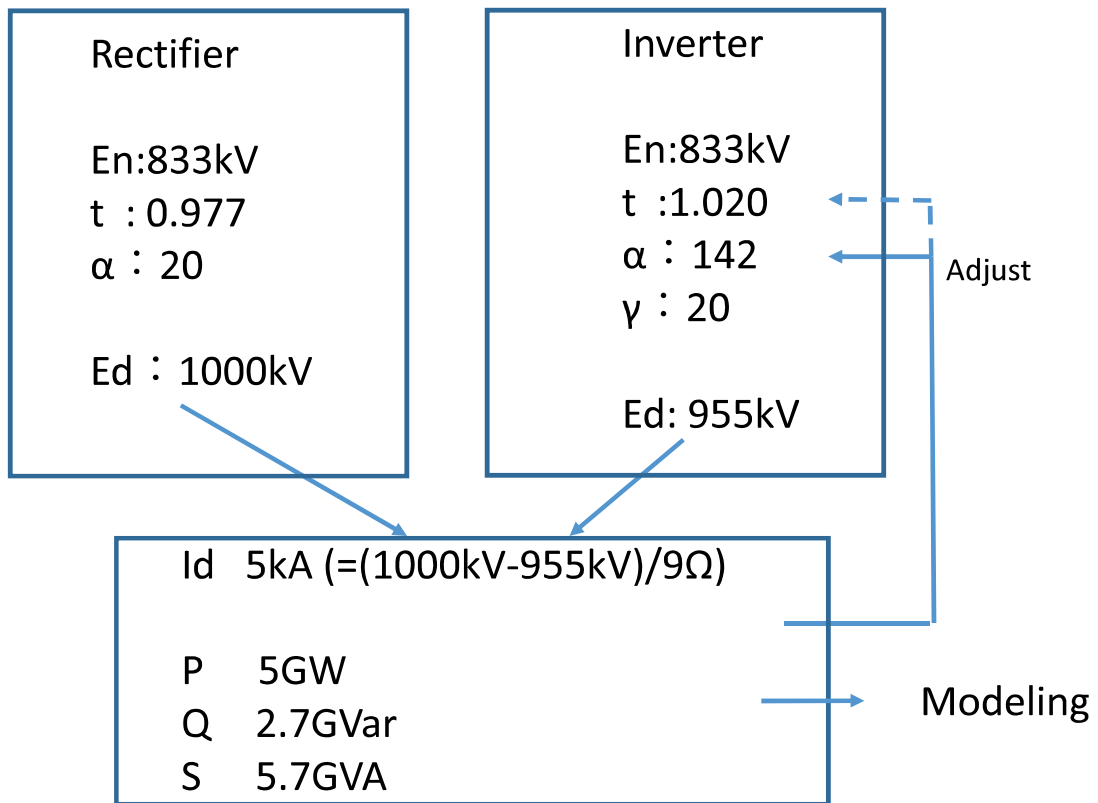 Rectifier
En:833kV
t : 0.977
α：20
Ed：1000kV
Inverter
En:833kV
t :1.020
α：142
γ：20
Ed: 955kV
Adjust
Id 5kA (=(1000kV-955kV)/9Ω)
P 5GW
Q 2.7GVar
S 5.7GVA
Modeling